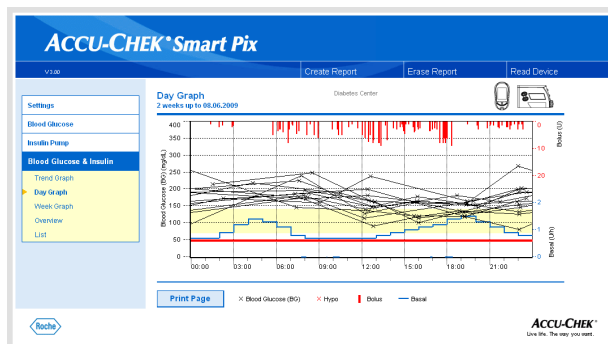 ACCU-CHEK® Smart Pix
V 3.00
Create Report
Erase Report
Read Device
Settings
Blood Glucose
Insulin Pump
Blood Glucose & Insulin
Trend Graph
Day Graph
Week Graph
Overview
List
Day Graph
2 weeks up to 08.06.2009
Diabetes Center
Blood Glucose (BG) (mg/dL)
400
350
300
250
200
150
100
50
0
Bolus (U)
0
10
20
Basal (U/h)
2
1
0
00:00 03:00 06:00 09:00 12:00 15:00 18:00 21:00
Print Page
Blood Glucose (BG)
Hypo
Bolus
Basal
Roche
ACCU-CHEK®
Live life. The way you want.